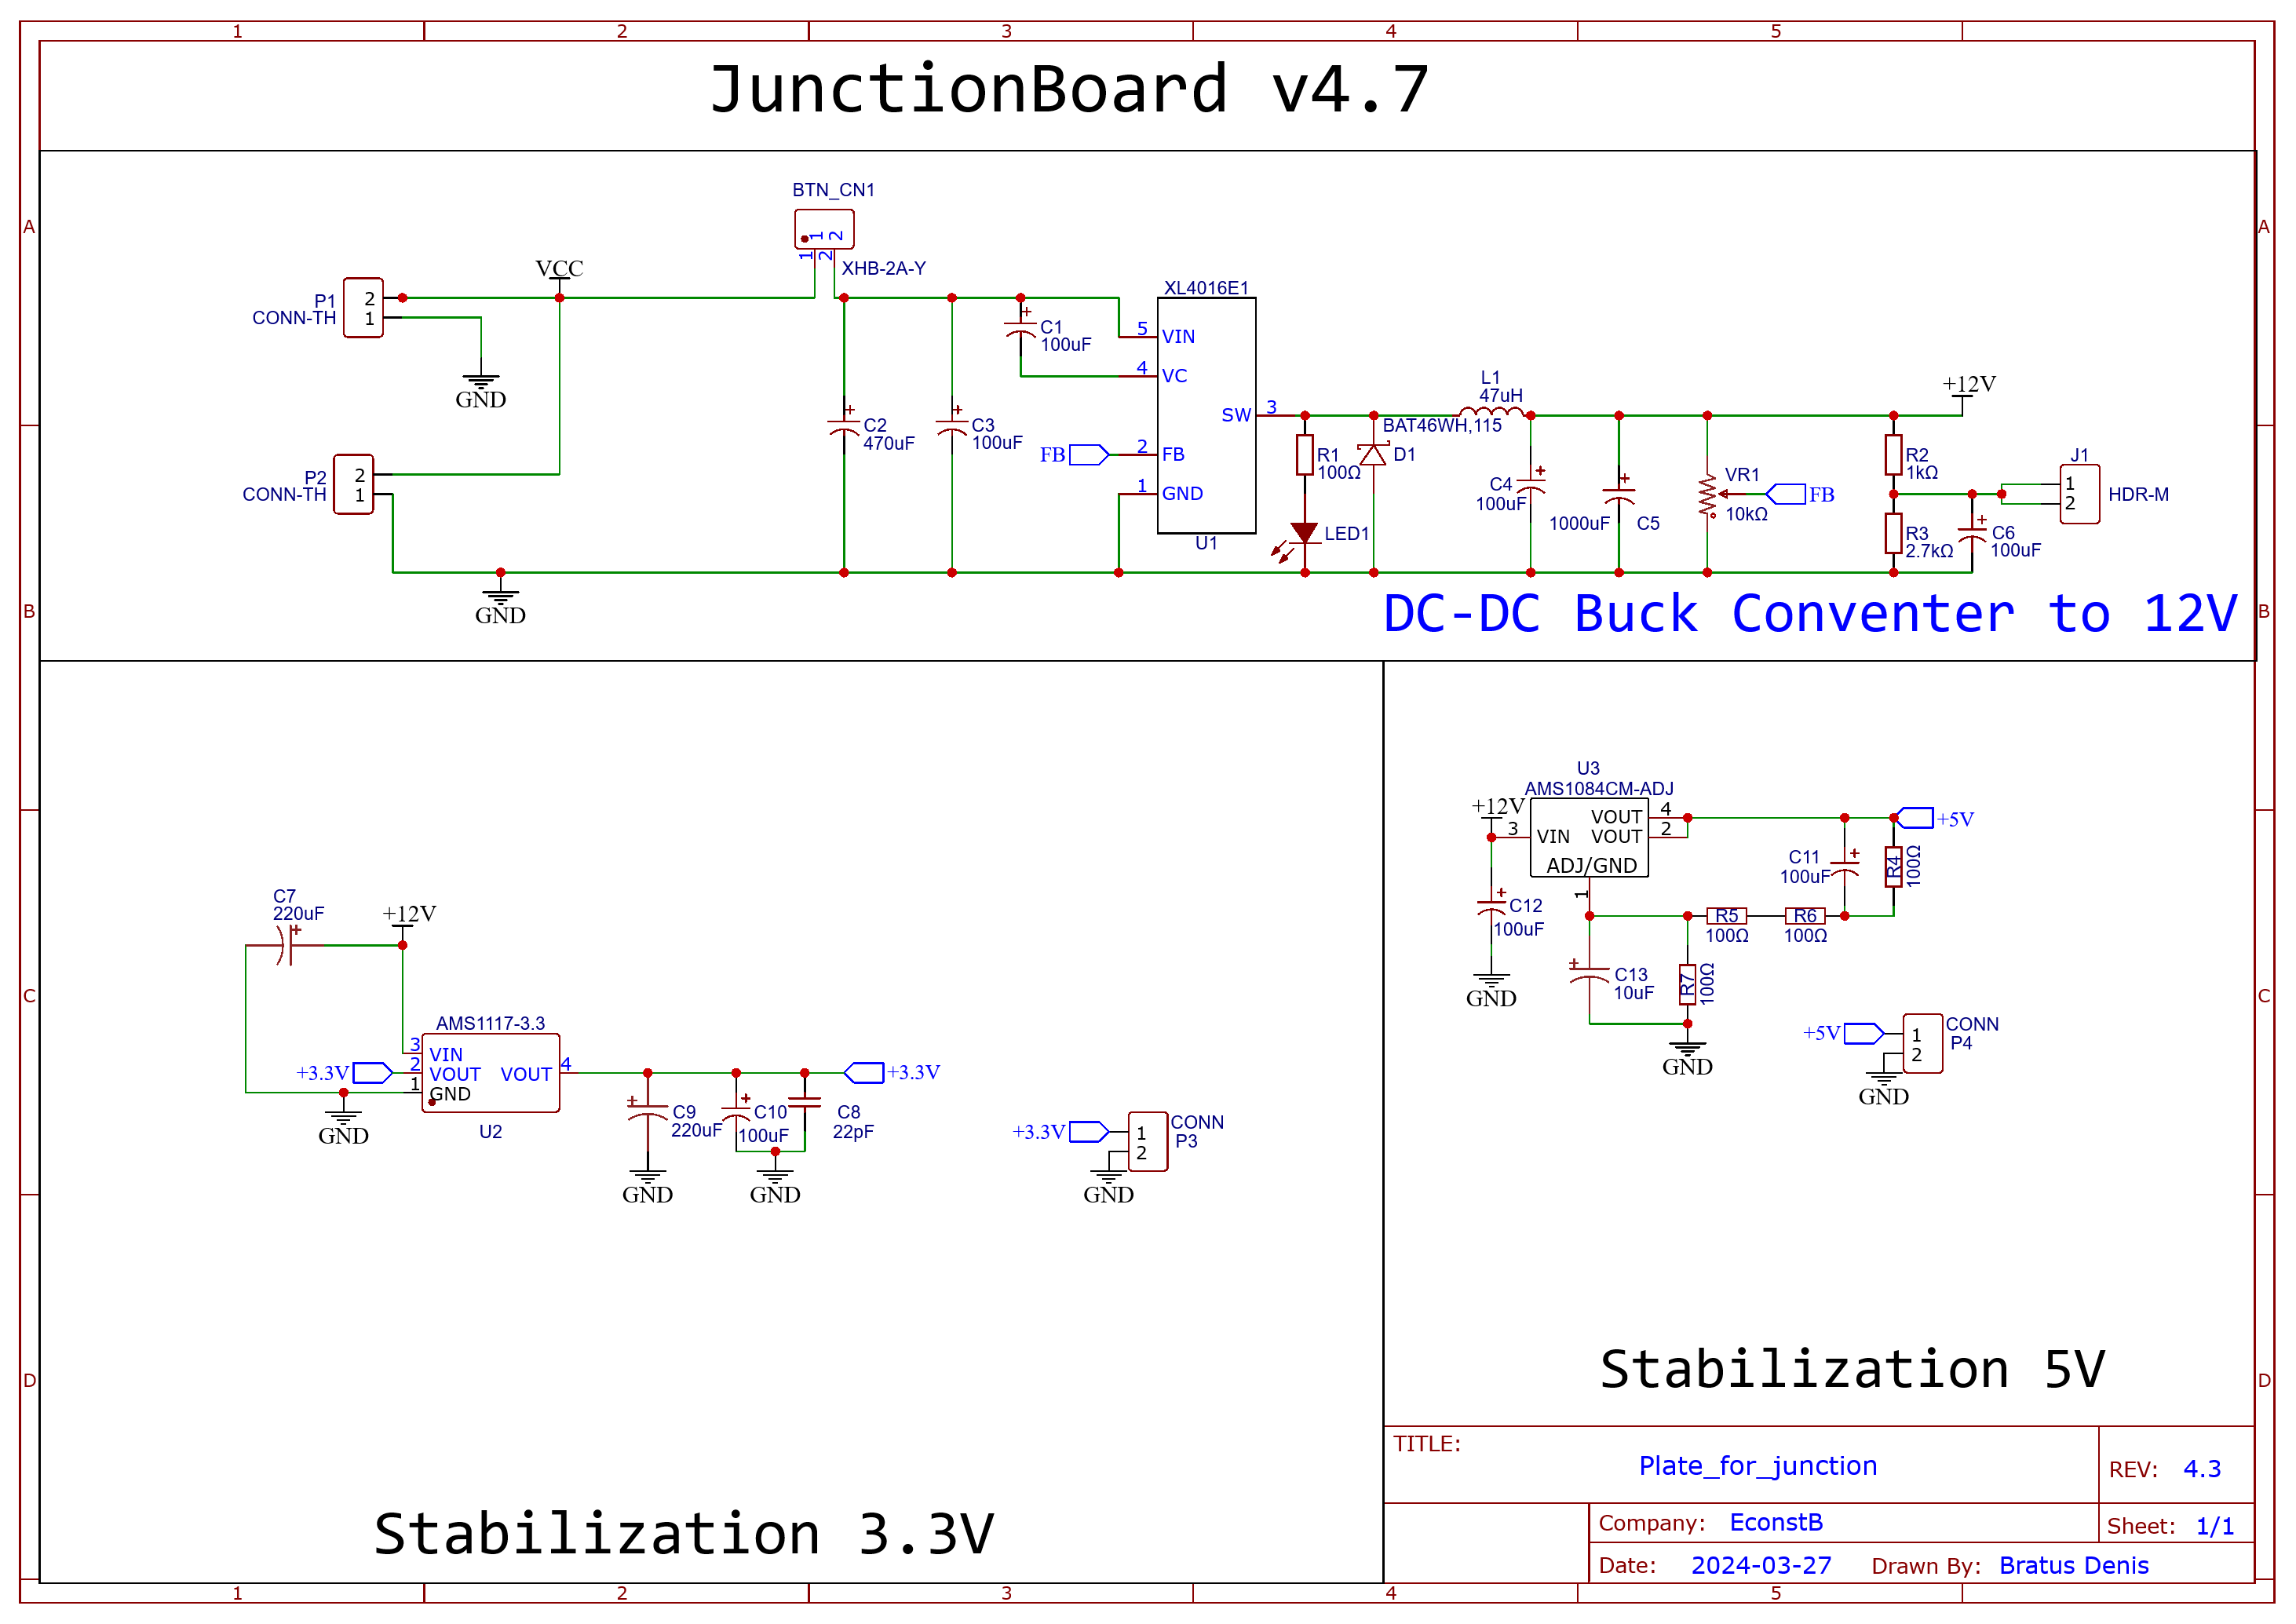 1 2 3 4 5
JunctionBoard v4.7
A A
B B
C C
D D
BTN_CN1
1 2
1 2
XHB-2A-Y
VCC
P1
CONN-TH
2
1
GND
P2
CONN-TH
2
1
GND
C2
470uF
C3
100uF
C1
100uF
XL4016E1
5 VIN
4 VC
SW 3
FB 2 FB
1 GND
U1
R1
100Ω
LED1
BAT46WH,115
D1
L1
47uH
C4
100uF
1000uF C5
VR1
10kΩ
FB
+12V
R2
1kΩ
R3
2.7kΩ
C6
100uF
J1
1
2
HDR-M
DC-DC Buck Conventer to 12V
C7
220uF
+12V
AMS1117-3.3
3 VIN
+3.3V 2 VOUT VOUT 4
1 GND
U2
GND
C9
220uF
GND
C10
100uF
C8
22pF
GND
+3.3V
+3.3V
CONN
P3
1
2
GND
Stabilization 3.3V
U3
AMS1084CM-ADJ
+12V
3 VIN
VOUT 4
VOUT 2
ADJ/GND
1
C12
100uF
GND
C13
10uF
R7
100Ω
GND
R5
100Ω
R6
100Ω
C11
100uF
R4
100Ω
+5V
+5V
CONN
P4
1
2
GND
Stabilization 5V
TITLE:
Plate_for_junction
REV: 4.3
Company: EconstB
Sheet: 1/1
Date: 2024-03-27 Drawn By: Bratus Denis
1 2 3 4 5